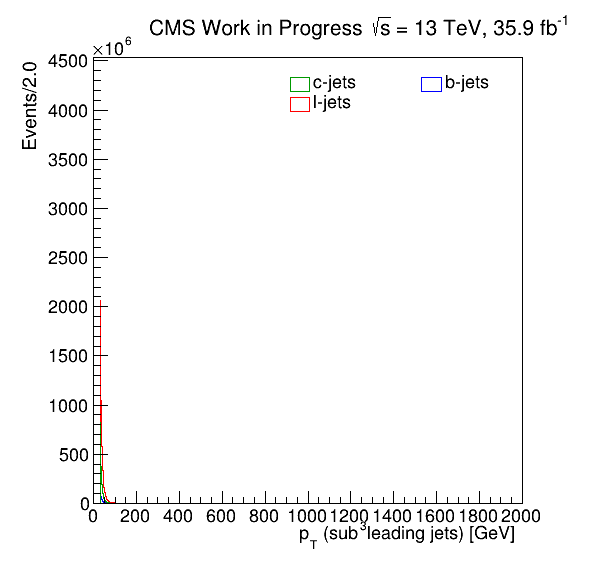 CMS Work in Progress √s = 13 TeV, 35.9 fb⁻¹
×10⁶
Events/2.0
4500
4000
3500
3000
2500
2000
1500
1000
500
0
c-jets
b-jets
l-jets
0 200 400 600 800 1000 1200 1400 1600 1800 2000
p_T (sub³leading jets) [GeV]